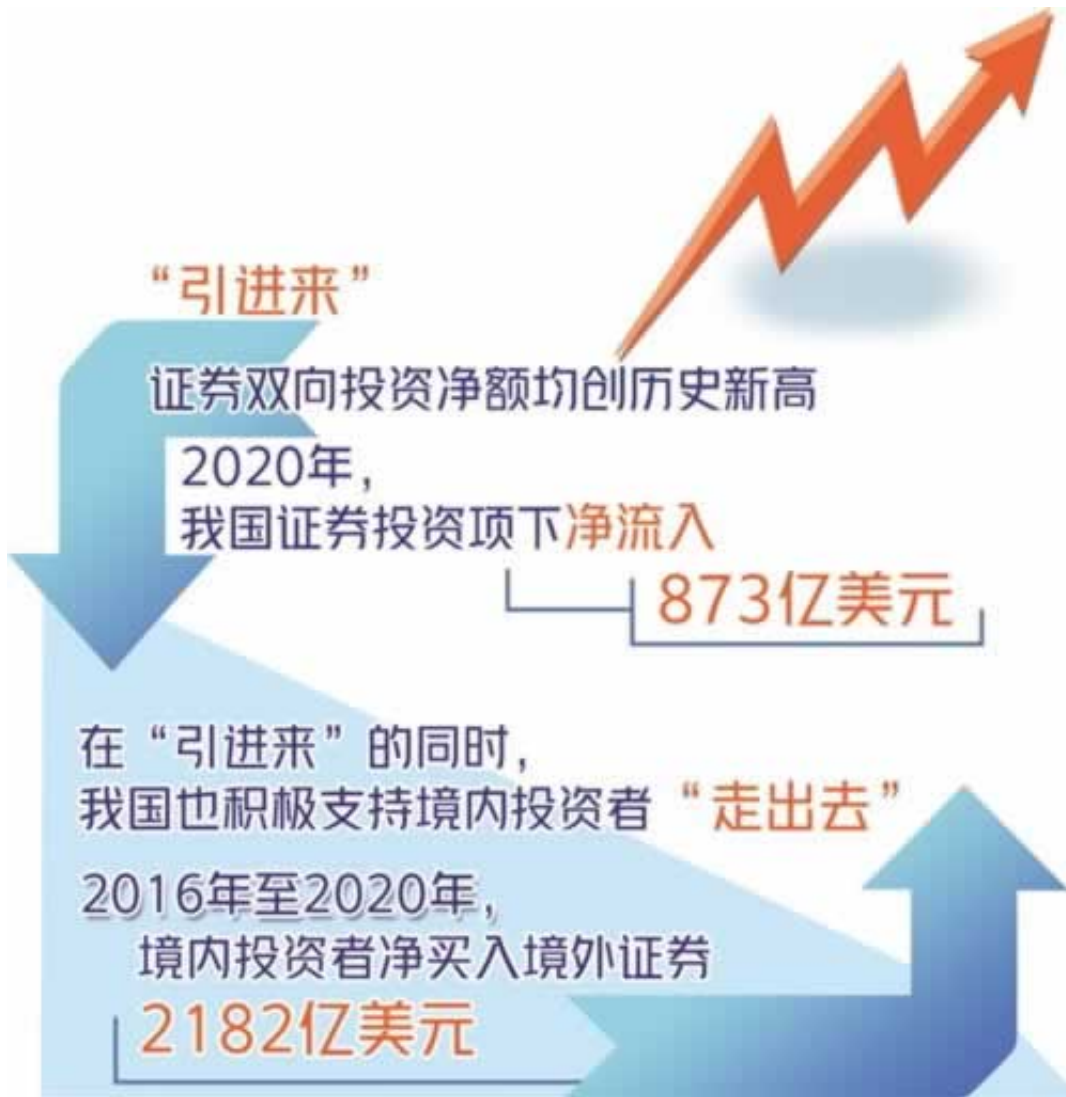 “引进来”
证券双向投资净额均创历史新高
2020年，
我国证券投资项下净流入
873亿美元
在“引进来”的同时，
我国也积极支持境内投资者“走出去”
2016年至2020年，
境内投资者净买入境外证券
2182亿美元